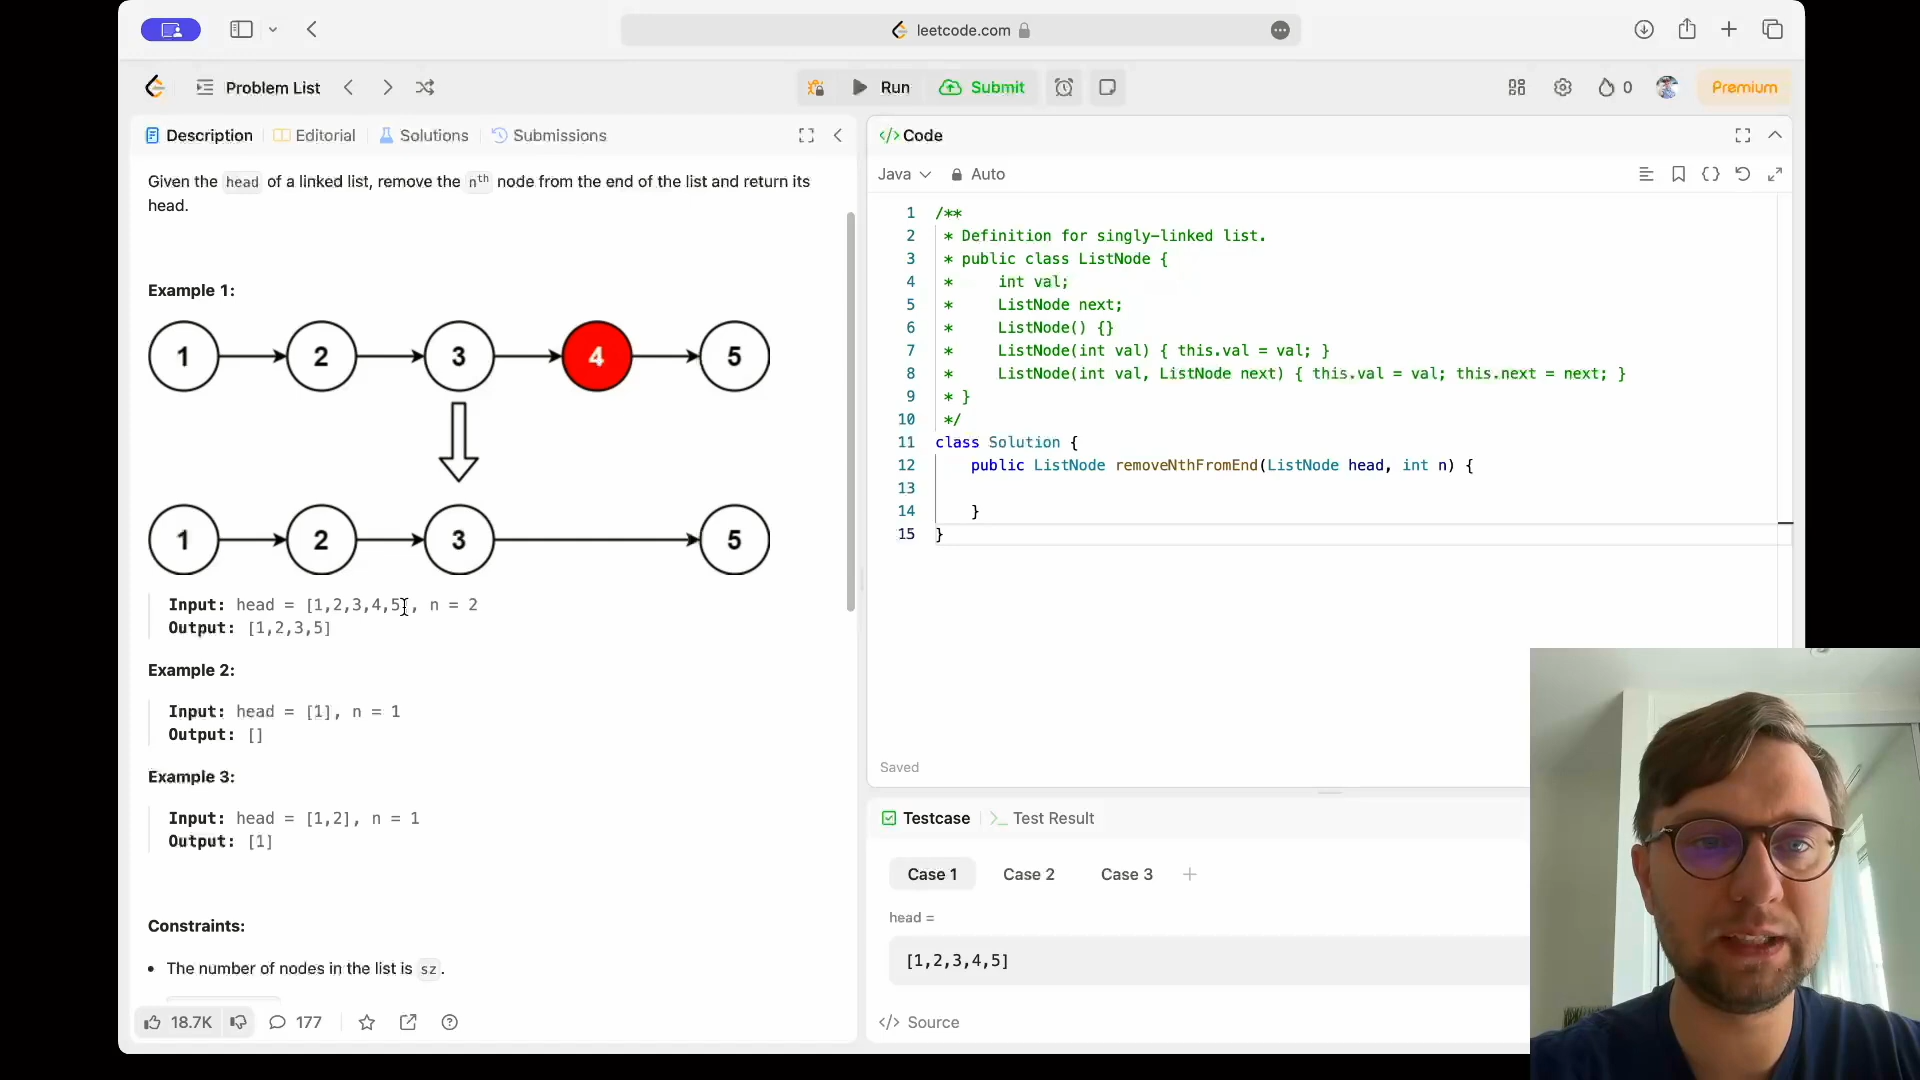 leetcode.com
Problem List
Run
Submit
0
Premium
Description
Editorial
Solutions
Submissions
Given the head of a linked list, remove the nth node from the end of the list and return its
head.
Example 1:
1 2 3 4 5
1 2 3 5
Input: head = [1,2,3,4,5], n = 2
Output: [1,2,3,5]
Example 2:
Input: head = [1], n = 1
Output: []
Example 3:
Input: head = [1,2], n = 1
Output: [1]
Constraints:
• The number of nodes in the list is sz.
18.7K
177
</> Code
Java
Auto
1 /**
2 * Definition for singly-linked list.
3 * public class ListNode {
4 * int val;
5 * ListNode next;
6 * ListNode() {}
7 * ListNode(int val) { this.val = val; }
8 * ListNode(int val, ListNode next) { this.val = val; this.next = next; }
9 * }
10 */
11 class Solution {
12 public ListNode removeNthFromEnd(ListNode head, int n) {
13
14 }
15 }
Saved
Testcase
>_ Test Result
Case 1
Case 2
Case 3
+
head =
[1,2,3,4,5]
</> Source